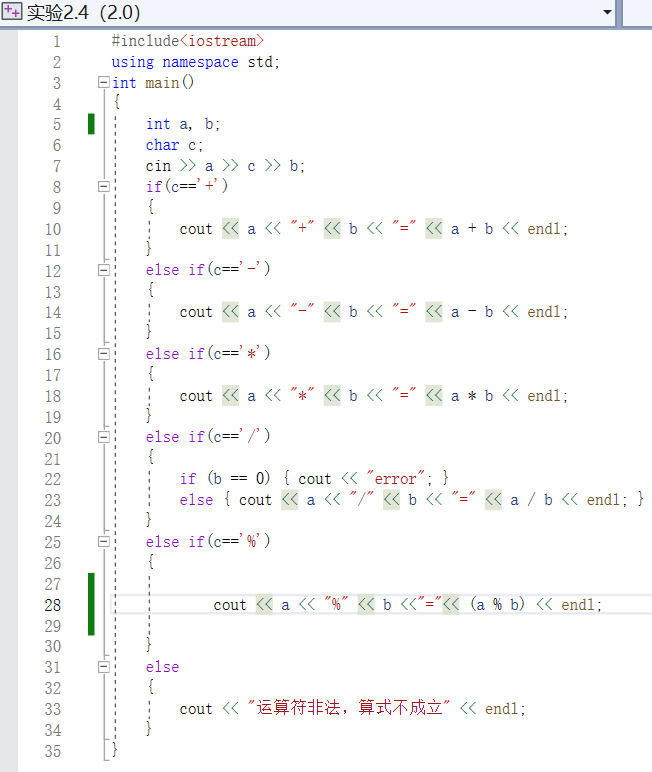 实验2.4（2.0）
1 #include<iostream>
2 using namespace std;
3 int main()
4 {
5 int a, b;
6 char c;
7 cin >> a >> c >> b;
8 if(c=='+')
9 {
10 cout << a << "+" << b << "=" << a + b << endl;
11 }
12 else if(c=='-')
13 {
14 cout << a << "-" << b << "=" << a - b << endl;
15 }
16 else if(c=='*')
17 {
18 cout << a << "*" << b << "=" << a * b << endl;
19 }
20 else if(c=='/')
21 {
22 if (b == 0) { cout << "error"; }
23 else { cout << a << "/" << b << "=" << a / b << endl; }
24 }
25 else if(c=='%')
26 {
27
28 cout << a << "%" << b <<"="<< (a % b) << endl;
29
30 }
31 else
32 {
33 cout << "运算符非法，算式不成立" << endl;
34 }
35 }